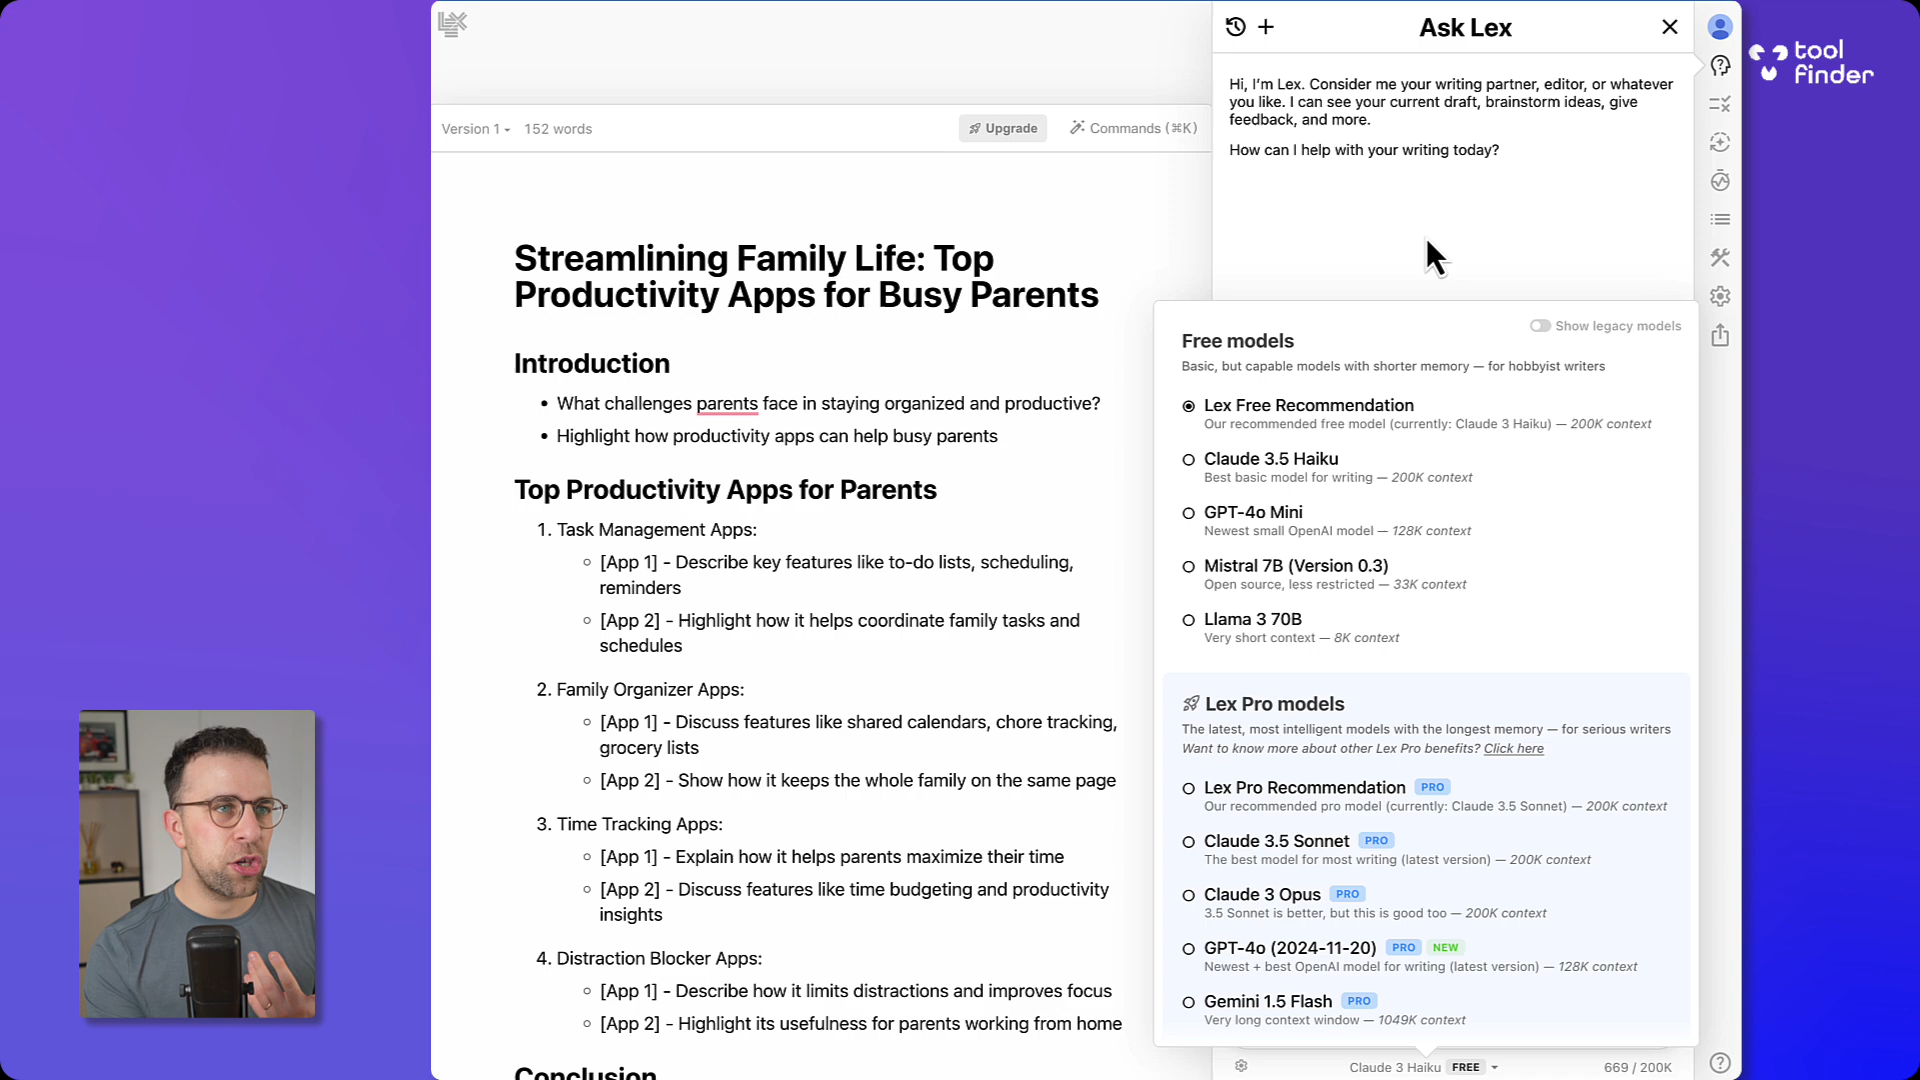 LEX
Version 1
152 words
Upgrade
Commands (⌘K)
Streamlining Family Life: Top
Productivity Apps for Busy Parents
Introduction
• What challenges parents face in staying organized and productive?
• Highlight how productivity apps can help busy parents
Top Productivity Apps for Parents
1. Task Management Apps:
[App 1] - Describe key features like to-do lists, scheduling,
reminders
[App 2] - Highlight how it helps coordinate family tasks and
schedules
2. Family Organizer Apps:
[App 1] - Discuss features like shared calendars, chore tracking,
grocery lists
[App 2] - Show how it keeps the whole family on the same page
3. Time Tracking Apps:
[App 1] - Explain how it helps parents maximize their time
[App 2] - Discuss features like time budgeting and productivity
insights
4. Distraction Blocker Apps:
[App 1] - Describe how it limits distractions and improves focus
[App 2] - Highlight its usefulness for parents working from home
Conclusion
Ask Lex
Hi, I'm Lex. Consider me your writing partner, editor, or whatever
you like. I can see your current draft, brainstorm ideas, give
feedback, and more.
How can I help with your writing today?
Show legacy models
Free models
Basic, but capable models with shorter memory — for hobbyist writers
Lex Free Recommendation
Our recommended free model (currently: Claude 3 Haiku) — 200K context
Claude 3.5 Haiku
Best basic model for writing — 200K context
GPT-4o Mini
Newest small OpenAI model — 128K context
Mistral 7B (Version 0.3)
Open source, less restricted — 33K context
Llama 3 70B
Very short context — 8K context
Lex Pro models
The latest, most intelligent models with the longest memory — for serious writers
Want to know more about other Lex Pro benefits? Click here
Lex Pro Recommendation PRO
Our recommended pro model (currently: Claude 3.5 Sonnet) — 200K context
Claude 3.5 Sonnet PRO
The best model for most writing (latest version) — 200K context
Claude 3 Opus PRO
3.5 Sonnet is better, but this is good too — 200K context
GPT-4o (2024-11-20) PRO NEW
Newest + best OpenAI model for writing (latest version) — 128K context
Gemini 1.5 Flash PRO
Very long context window — 1049K context
Claude 3 Haiku FREE
669 / 200K
tool
finder